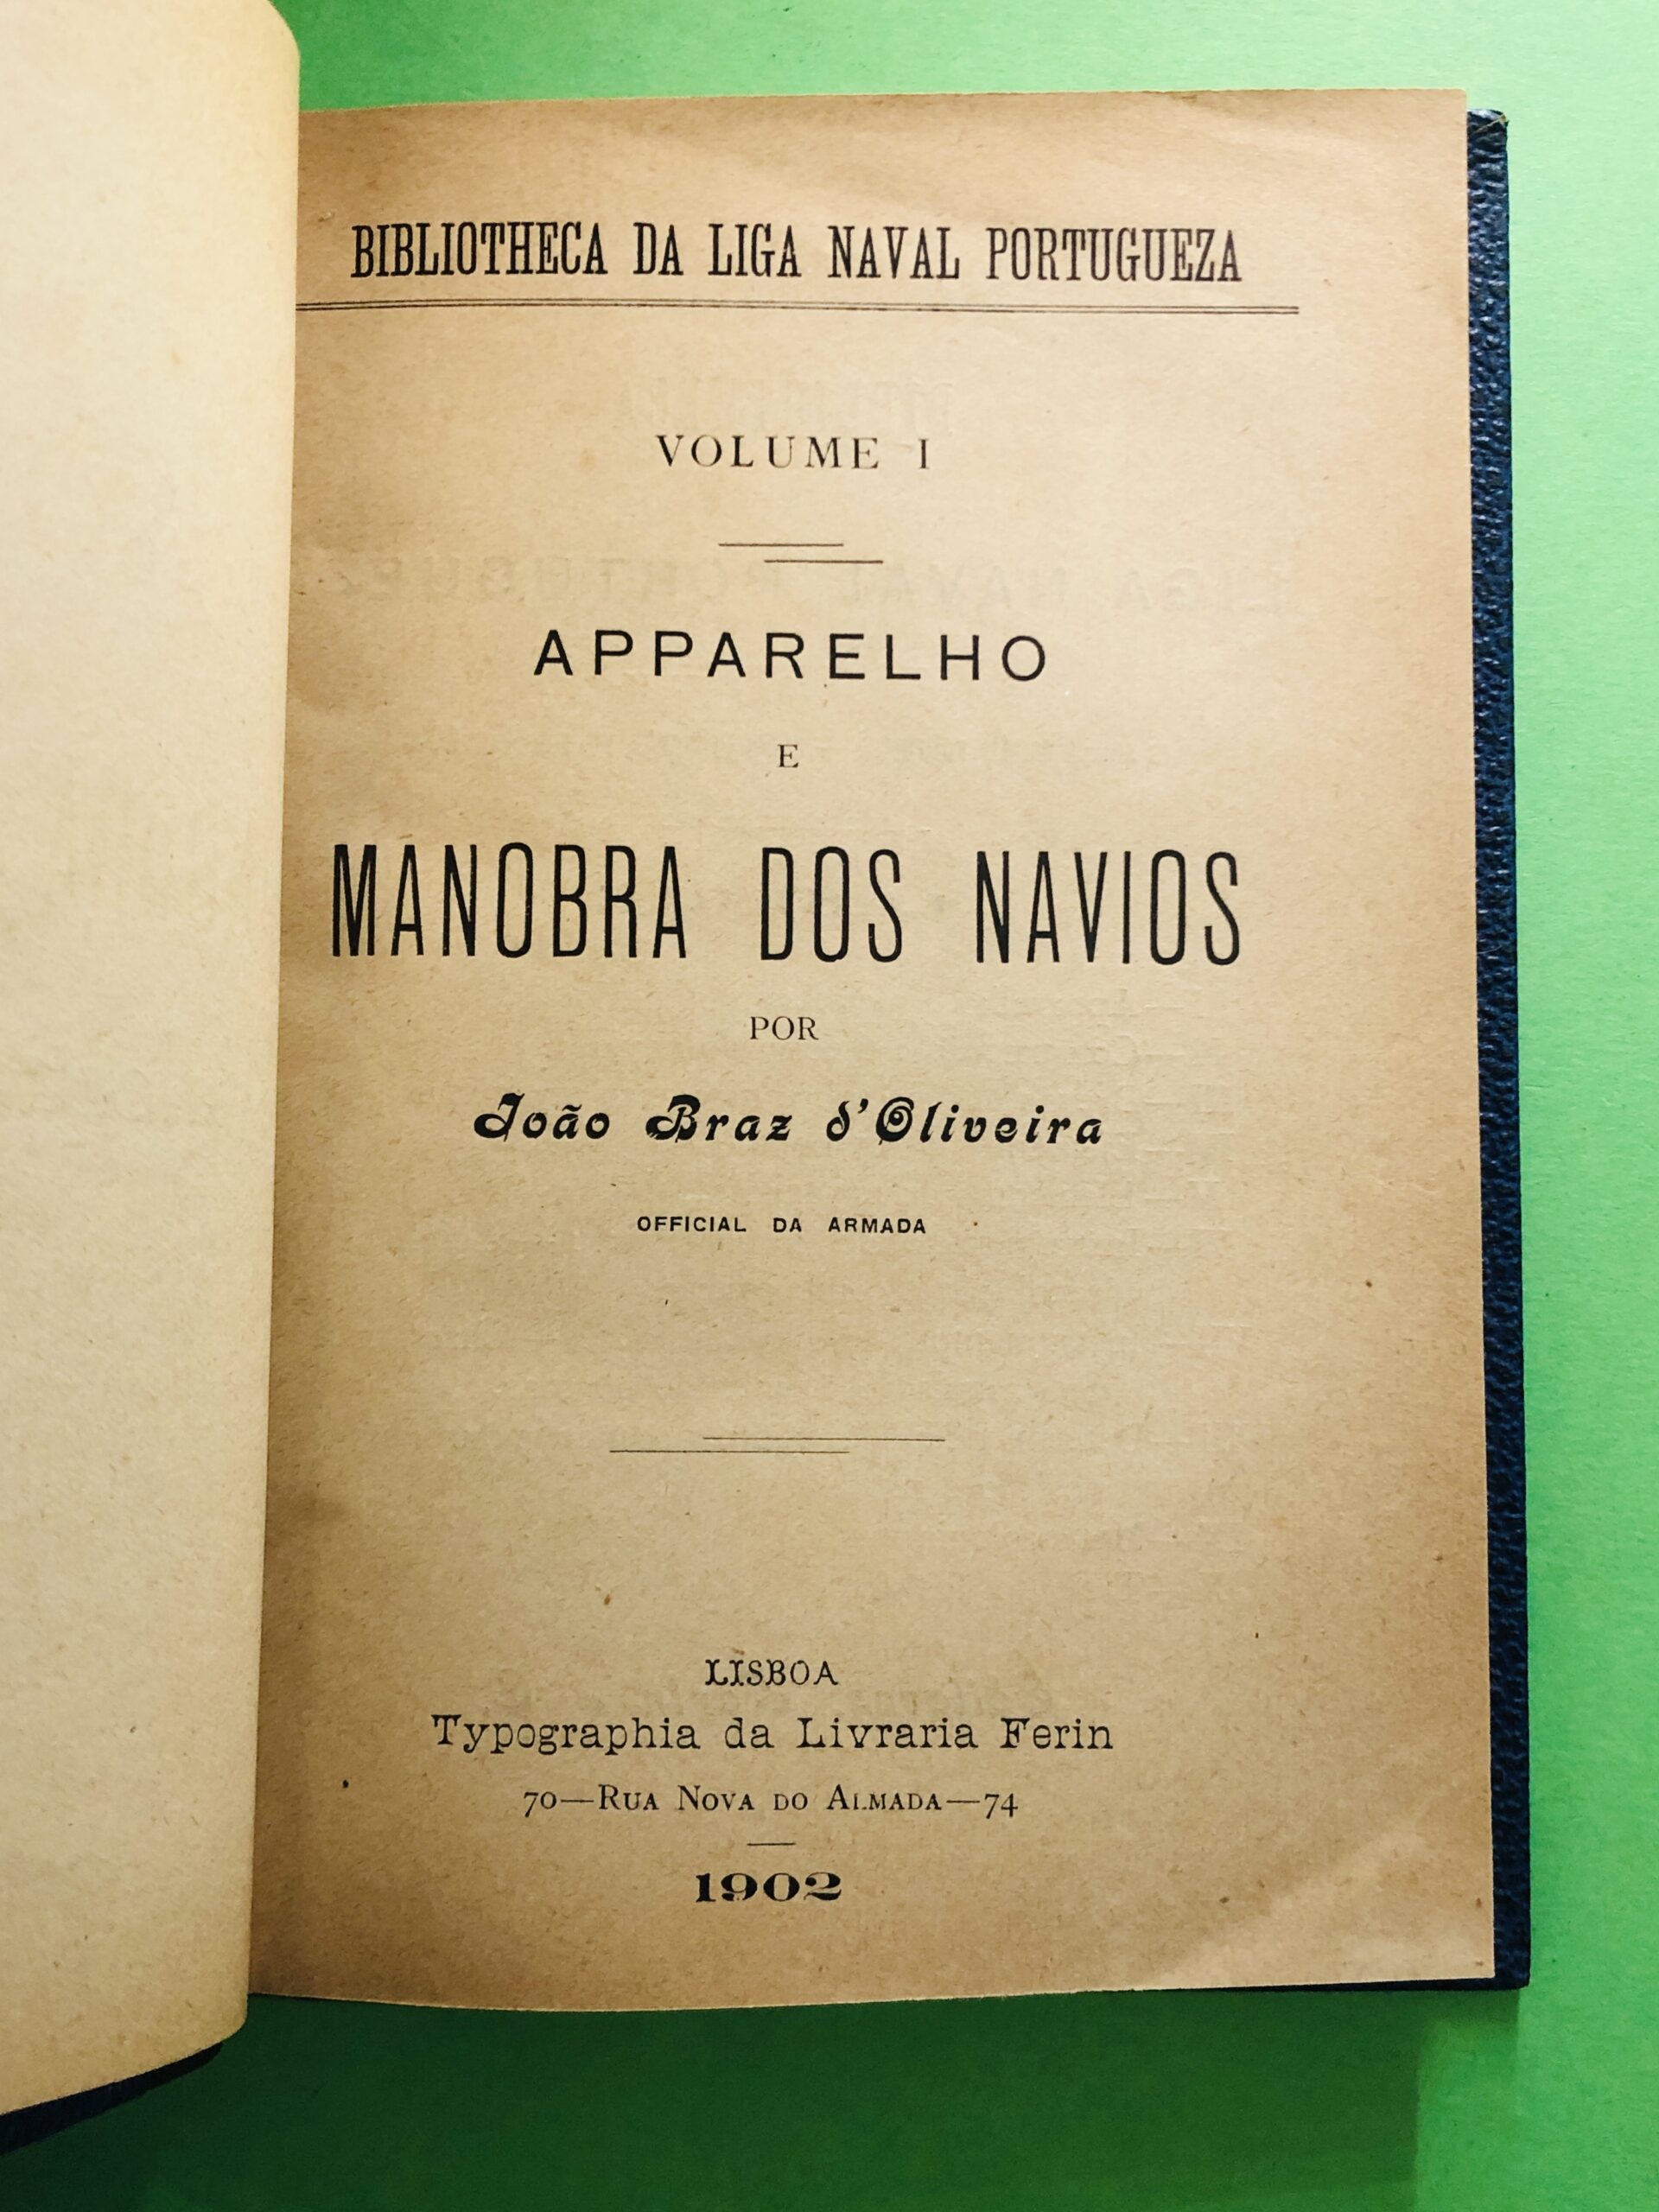 BIBLIOTHECA DA LIGA NAVAL PORTUGUEZA
VOLUME I
APPARELHO
E
MANOBRA DOS NAVIOS
POR
João Braz d'Oliveira
OFFICIAL DA ARMADA
LISBOA
Typographia da Livraria Ferin
70—RUA NOVA DO ALMADA—74
1902